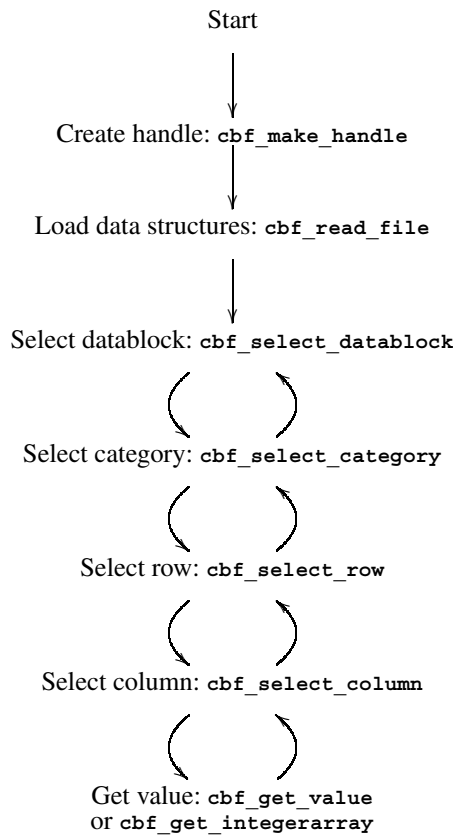 Start
Create handle: cbf_make_handle
Load data structures: cbf_read_file
Select datablock: cbf_select_datablock
Select category: cbf_select_category
Select row: cbf_select_row
Select column: cbf_select_column
Get value: cbf_get_value
or cbf_get_integerarray